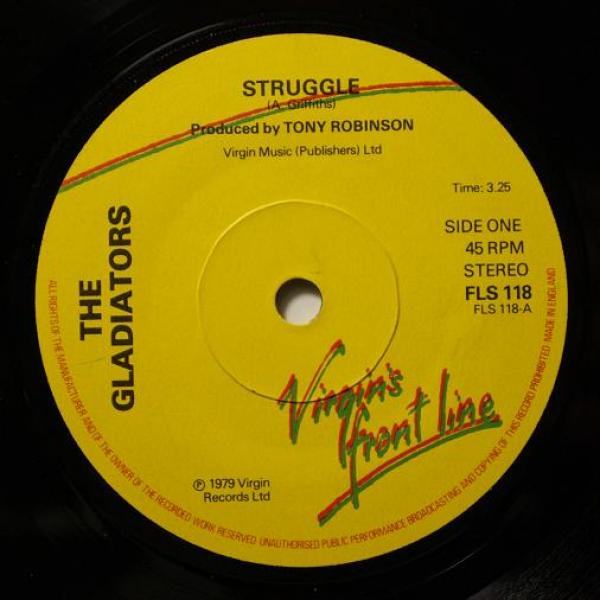 STRUGGLE
(A. Griffiths)
Produced by TONY ROBINSON
Virgin Music (Publishers) Ltd
Time: 3.25
SIDE ONE
45 RPM
STEREO
FLS 118
FLS 118-A
THE
GLADIATORS
Virgin's
front line
℗ 1979 Virgin
Records Ltd
ALL RIGHTS OF THE MANUFACTURER AND OF THE OWNER OF THE RECORDED WORK RESERVED. UNAUTHORISED PUBLIC PERFORMANCE BROADCASTING AND COPYING OF THIS RECORD PROHIBITED. MADE IN ENGLAND